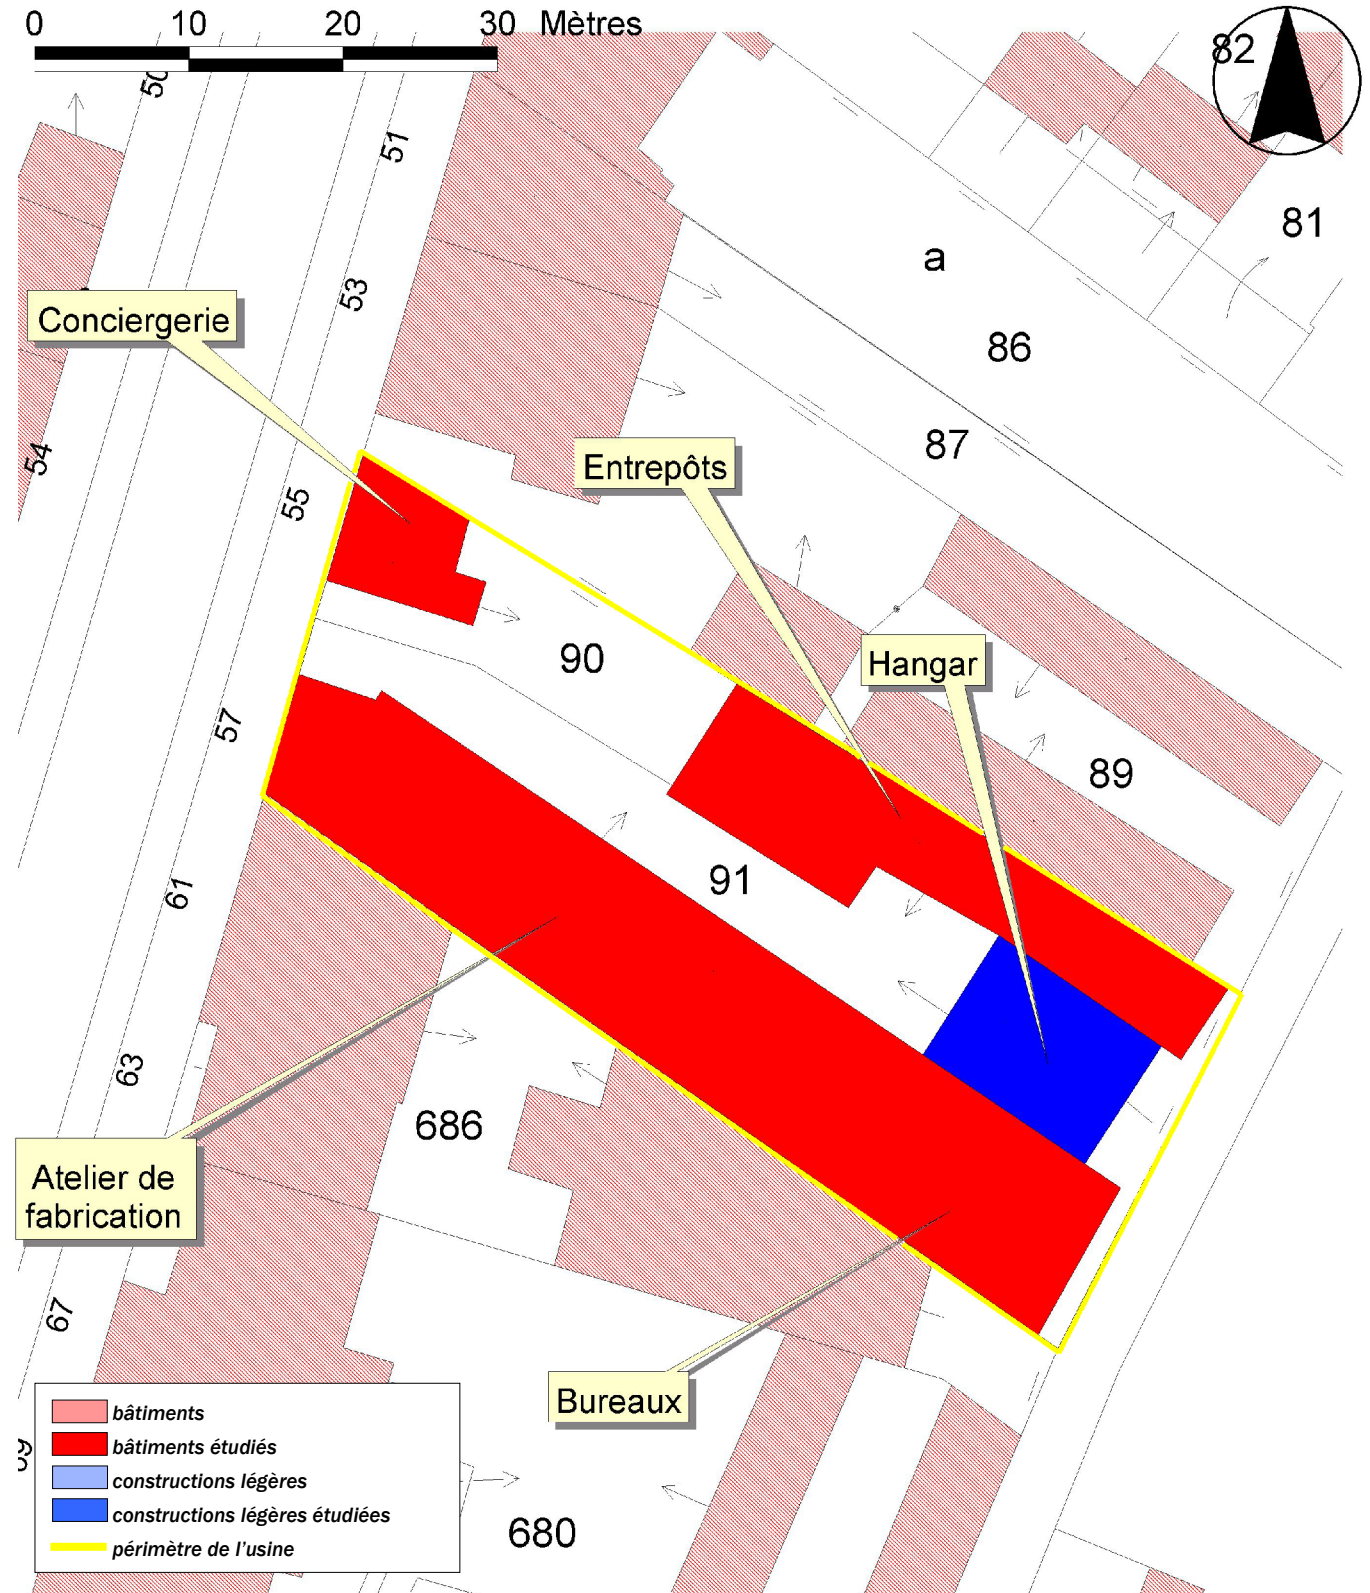 0 10 20 30 Mètres
82
50
51
81
a
53
Conciergerie
86
87
54
Entrepôts
55
90
Hangar
57
89
91
61
63
686
Atelier de
fabrication
67
Bureaux
bâtiments
bâtiments étudiés
constructions légères
constructions légères étudiées
périmètre de l'usine
680